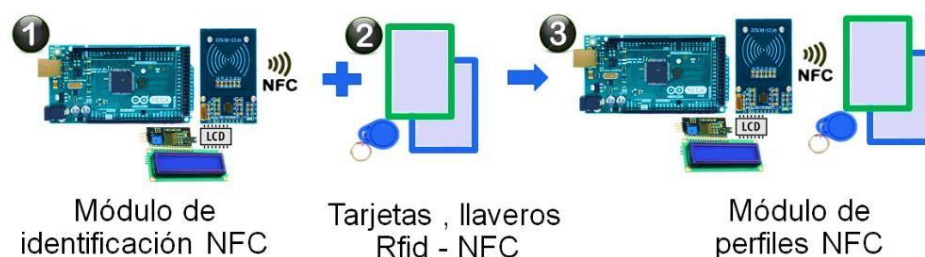 1
2
3
NFC
NFC
LCD
LCD
Módulo de
identificación NFC
Tarjetas , llaveros
Rfid - NFC
Módulo de
perfiles NFC